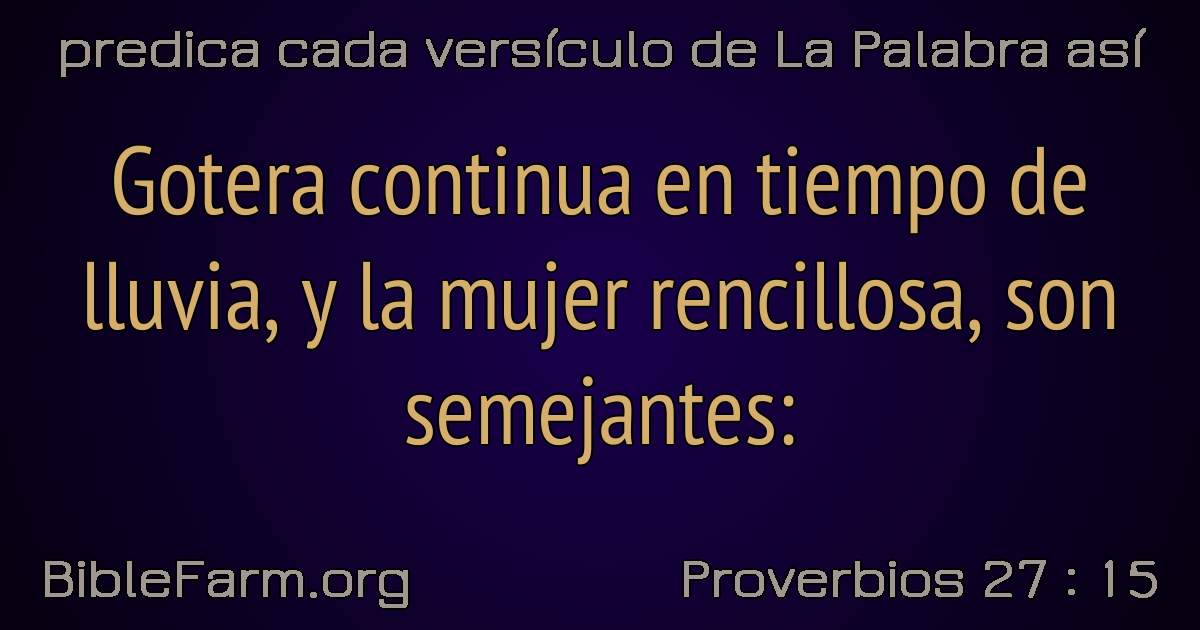 predica cada versículo de La Palabra así
Gotera continua en tiempo de
lluvia, y la mujer rencillosa, son
semejantes:
BibleFarm.org
Proverbios 27 : 15